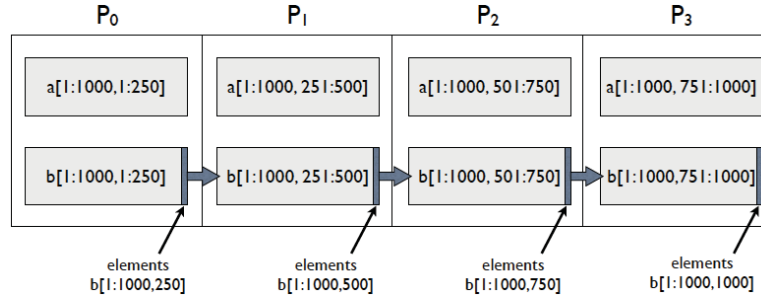 P0 P1 P2 P3
a[1:1000,1:250] a[1:1000, 251:500] a[1:1000, 501:750] a[1:1000, 751:1000]
b[1:1000,1:250] b[1:1000, 251:500] b[1:1000, 501:750] b[1:1000,751:1000]
elements elements elements elements
b[1:1000,250] b[1:1000,500] b[1:1000,750] b[1:1000,1000]